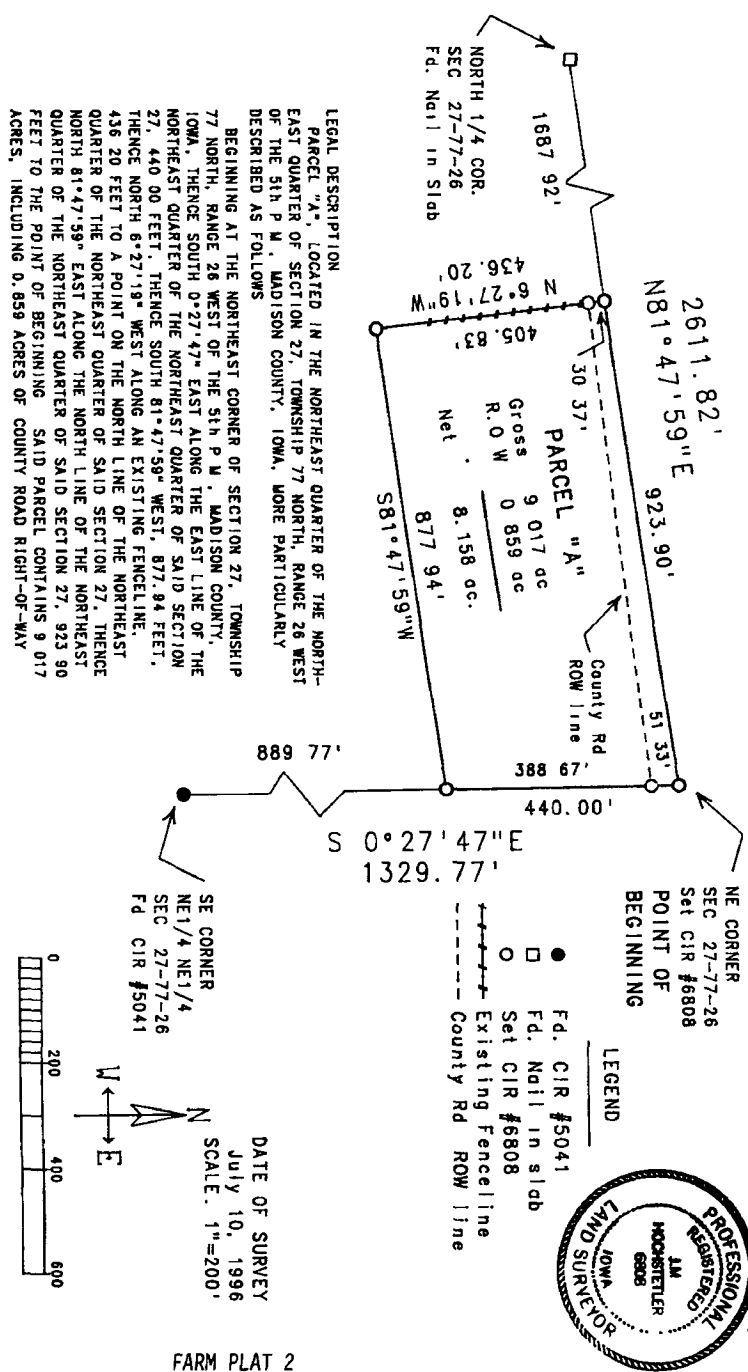 2611.82'
N81°47'59"E
1687 92'
923.90'
NORTH 1/4 COR.
SEC 27-77-26
Fd. Nail in Slab
N 6°27'19"W
436.20'
405.83'
30 37'
51 33'
County Rd
ROW line
PARCEL "A"
Gross 9 017 ac
R.O W 0 859 ac
Net . 8.158 ac.
877 94'
S81°47'59"W
388 67'
440.00'
889 77'
S 0°27'47"E
1329.77'
NE CORNER
SEC 27-77-26
Set CIR #6808
POINT OF
BEGINNING
SE CORNER
NE1/4 NE1/4
SEC 27-77-26
Fd CIR #5041
LEGEND
Fd. CIR #5041
Fd. Nail in slab
Set CIR #6808
Existing Fenceline
County Rd ROW line
PROFESSIONAL
LAND SURVEYOR
REGISTERED
J.M
HOCHSTETLER
6808
IOWA
LEGAL DESCRIPTION
PARCEL "A", LOCATED IN THE NORTHEAST QUARTER OF THE NORTH-
EAST QUARTER OF SECTION 27, TOWNSHIP 77 NORTH, RANGE 26 WEST
OF THE 5th P M , MADISON COUNTY, IOWA, MORE PARTICULARLY
DESCRIBED AS FOLLOWS
BEGINNING AT THE NORTHEAST CORNER OF SECTION 27, TOWNSHIP
77 NORTH, RANGE 26 WEST OF THE 5th P M , MADISON COUNTY,
IOWA, THENCE SOUTH 0°27'47" EAST ALONG THE EAST LINE OF THE
NORTHEAST QUARTER OF THE NORTHEAST QUARTER OF SAID SECTION
27, 440 00 FEET, THENCE SOUTH 81°47'59" WEST, 877.94 FEET,
THENCE NORTH 6°27'19" WEST ALONG AN EXISTING FENCELINE,
436 20 FEET TO A POINT ON THE NORTH LINE OF THE NORTHEAST
QUARTER OF THE NORTHEAST QUARTER OF SAID SECTION 27, THENCE
NORTH 81°47'59" EAST ALONG THE NORTH LINE OF THE NORTHEAST
QUARTER OF THE NORTHEAST QUARTER OF SAID SECTION 27, 923 90
FEET TO THE POINT OF BEGINNING SAID PARCEL CONTAINS 9 017
ACRES, INCLUDING 0.859 ACRES OF COUNTY ROAD RIGHT-OF-WAY
N
W E
DATE OF SURVEY
July 10, 1996
SCALE. 1"=200'
0 200 400 600
FARM PLAT 2